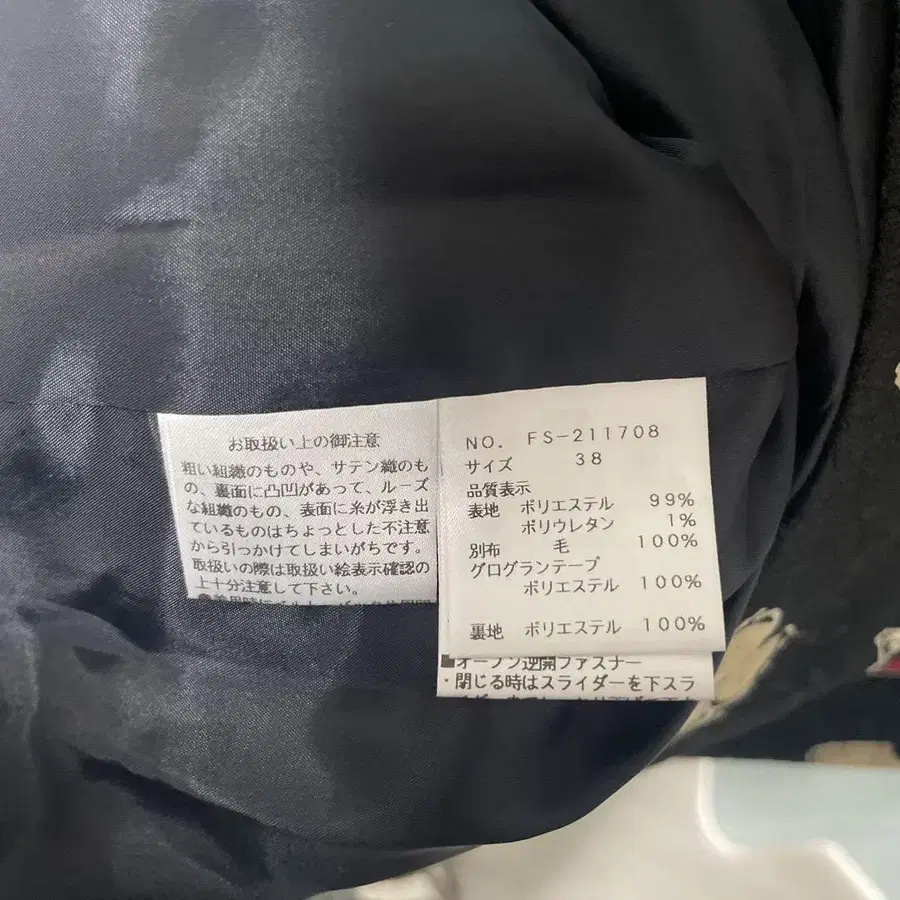 お取扱い上の御注意
粗い組織のものや、サテン織のも
の、裏面に凸凹があって、ルーズ
な組織のもの、表面に糸が浮き出
ているものはちょっとした不注意
から引っかけてしまいがちです。
取扱いの際は取扱い絵表示確認の
上十分注意して下さい。
NO. FS-211708
サイズ 38
品質表示
表地 ポリエステル 99%
ポリウレタン 1%
別布 毛 100%
グログランテープ
ポリエステル 100%
裏地 ポリエステル 100%
■オープン逆開ファスナー
・閉じる時はスライダーを下スラ